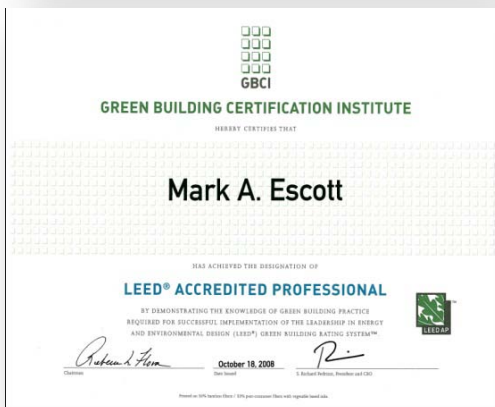 GBCI
GREEN BUILDING CERTIFICATION INSTITUTE
HEREBY CERTIFIES THAT
Mark A. Escott
HAS ACHIEVED THE DESIGNATION OF
LEED® ACCREDITED PROFESSIONAL
BY DEMONSTRATING THE KNOWLEDGE OF GREEN BUILDING PRACTICE
REQUIRED FOR SUCCESSFUL IMPLEMENTATION OF THE LEADERSHIP IN ENERGY
AND ENVIRONMENTAL DESIGN (LEED®) GREEN BUILDING RATING SYSTEM™
LEED AP
October 18, 2008
Chairman
Date Issued
President and CEO